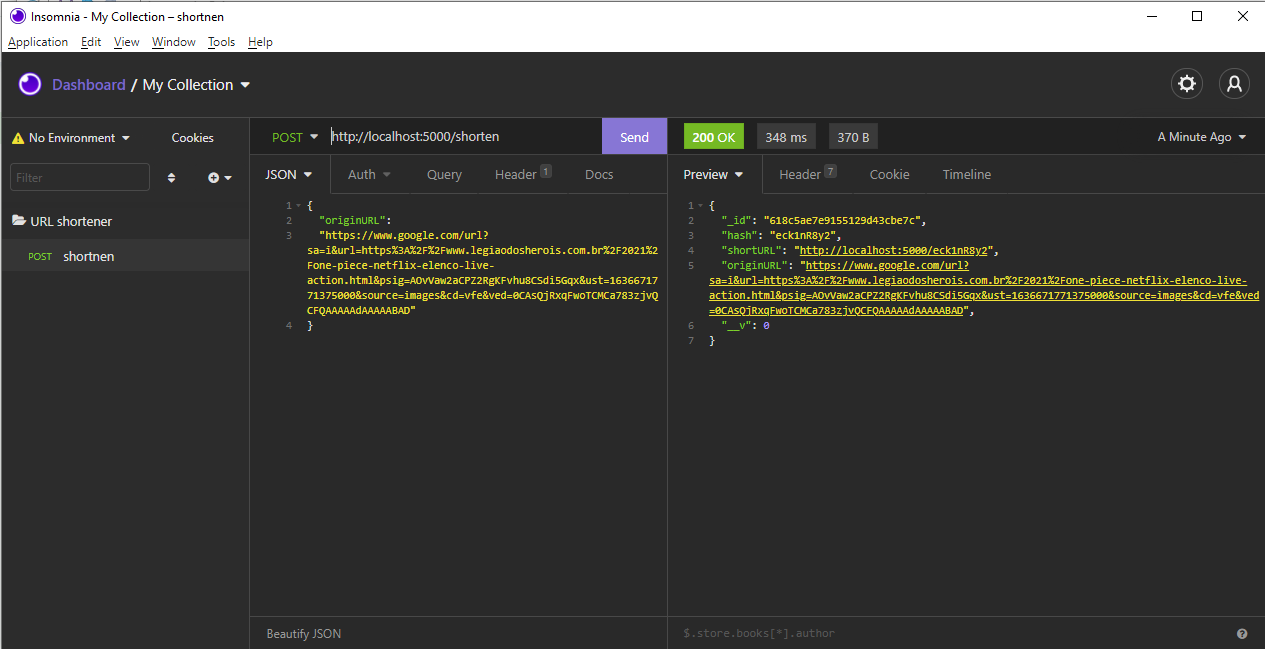 Insomnia - My Collection – shortnen
Application Edit View Window Tools Help
Dashboard / My Collection
No Environment Cookies
Filter
URL shortener
POST shortnen
POST http://localhost:5000/shorten Send
JSON Auth Query Header 1 Docs
1 {
2 "originURL":
3 "https://www.google.com/url?
sa=i&url=https%3A%2F%2Fwww.legiaodosherois.com.br%2F2021%2
Fone-piece-netflix-elenco-live-
action.html&psig=AOvVaw2aCPZ2RgKFvhu8CSdi5Gqx&ust=16366717
71375000&source=images&cd=vfe&ved=0CAsQjRxqFwoTCMCa783zjvQ
CFQAAAAAdAAAAABAD"
4 }
Beautify JSON
200 OK 348 ms 370 B A Minute Ago
Preview Header 7 Cookie Timeline
1 {
2 "_id": "618c5ae7e9155129d43cbe7c",
3 "hash": "eck1nR8y2",
4 "shortURL": "http://localhost:5000/eck1nR8y2",
5 "originURL": "https://www.google.com/url?
sa=i&url=https%3A%2F%2Fwww.legiaodosherois.com.br%2F2021%2Fone-piece-netflix-elenco-live-
action.html&psig=AOvVaw2aCPZ2RgKFvhu8CSdi5Gqx&ust=1636671771375000&source=images&cd=vfe&ved
=0CAsQjRxqFwoTCMCa783zjvQCFQAAAAAdAAAAABAD",
6 "__v": 0
7 }
$.store.books[*].author